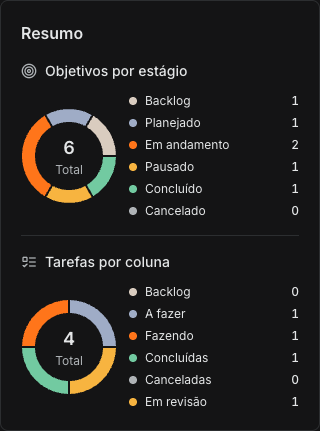 Resumo
Objetivos por estágio
6
Total
Backlog 1
Planejado 1
Em andamento 2
Pausado 1
Concluído 1
Cancelado 0
Tarefas por coluna
4
Total
Backlog 0
A fazer 1
Fazendo 1
Concluídas 1
Canceladas 0
Em revisão 1